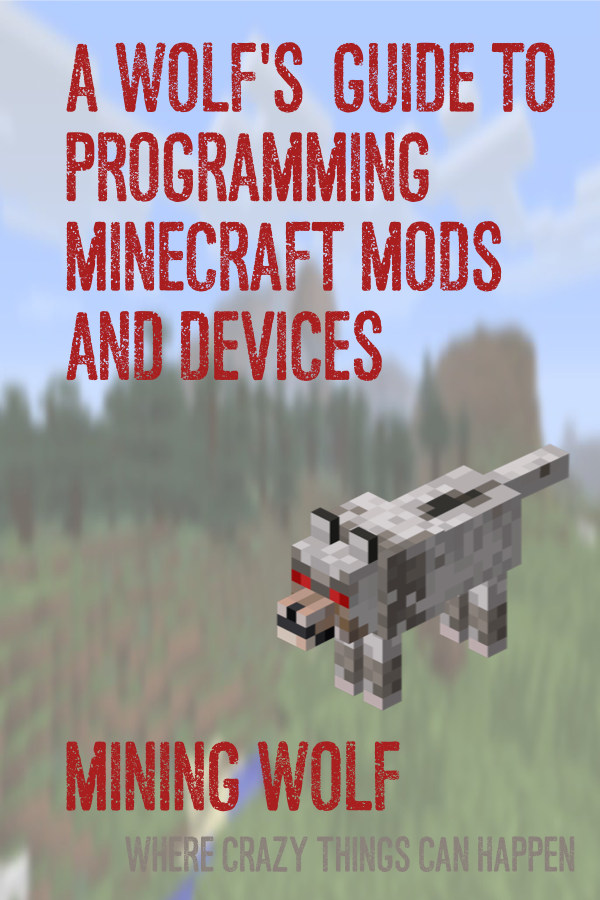 A WOLF'S GUIDE TO
PROGRAMMING
MINECRAFT MODS
AND DEVICES
MINING WOLF
WHERE CRAZY THINGS CAN HAPPEN